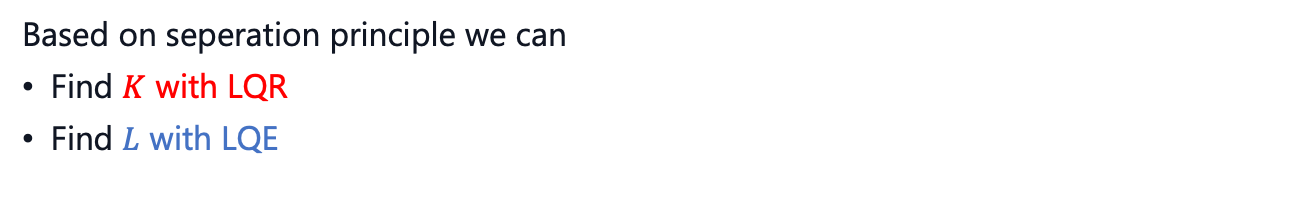 Based on seperation principle we can
• Find K with LQR
• Find L with LQE